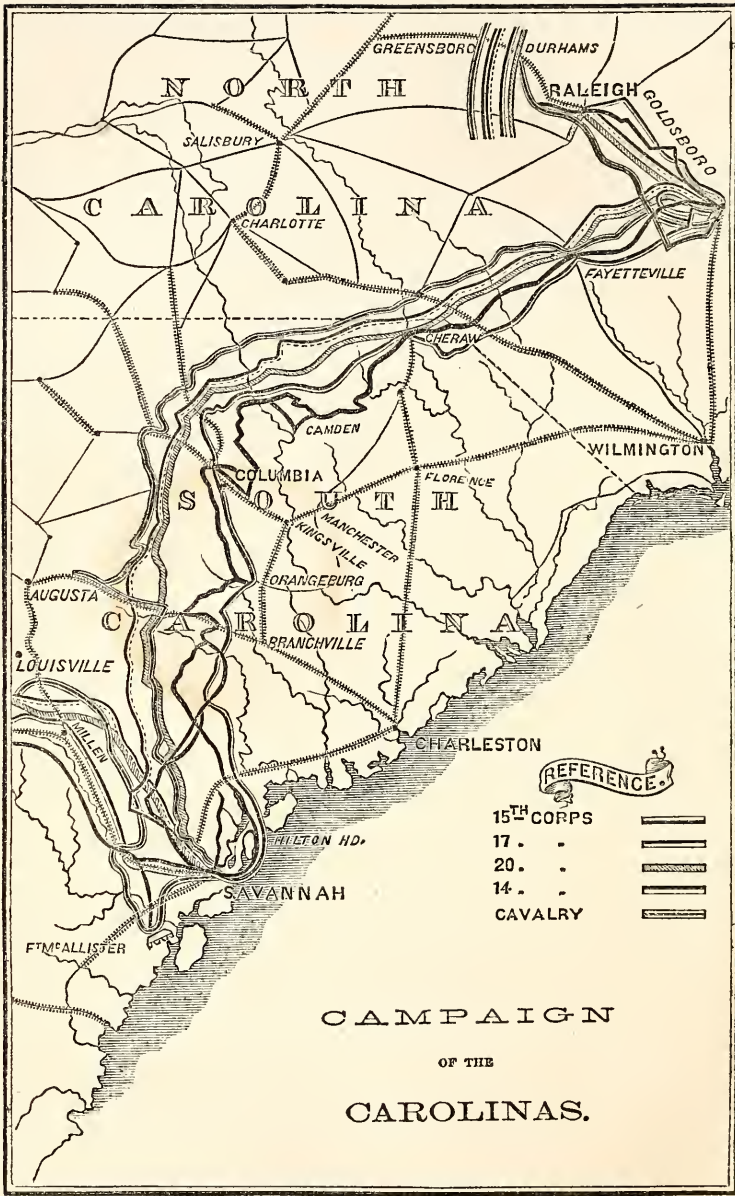 GREENSBORO
DURHAMS
NORTH
RALEIGH
GOLDSBORO
SALISBURY
CAROLINA
CHARLOTTE
FAYETTEVILLE
CHERAW
CAMDEN
WILMINGTON
COLUMBIA
FLORENCE
SOUTH
MANCHESTER
KINGSVILLE
ORANGEBURG
AUGUSTA
CAROLINA
BRANCHVILLE
LOUISVILLE
MILLEN
CHARLESTON
REFERENCE.
15TH CORPS
17. "
20. "
14. "
CAVALRY
HILTON HD.
SAVANNAH
FT McALLISTER
CAMPAIGN
OF THE
CAROLINAS.